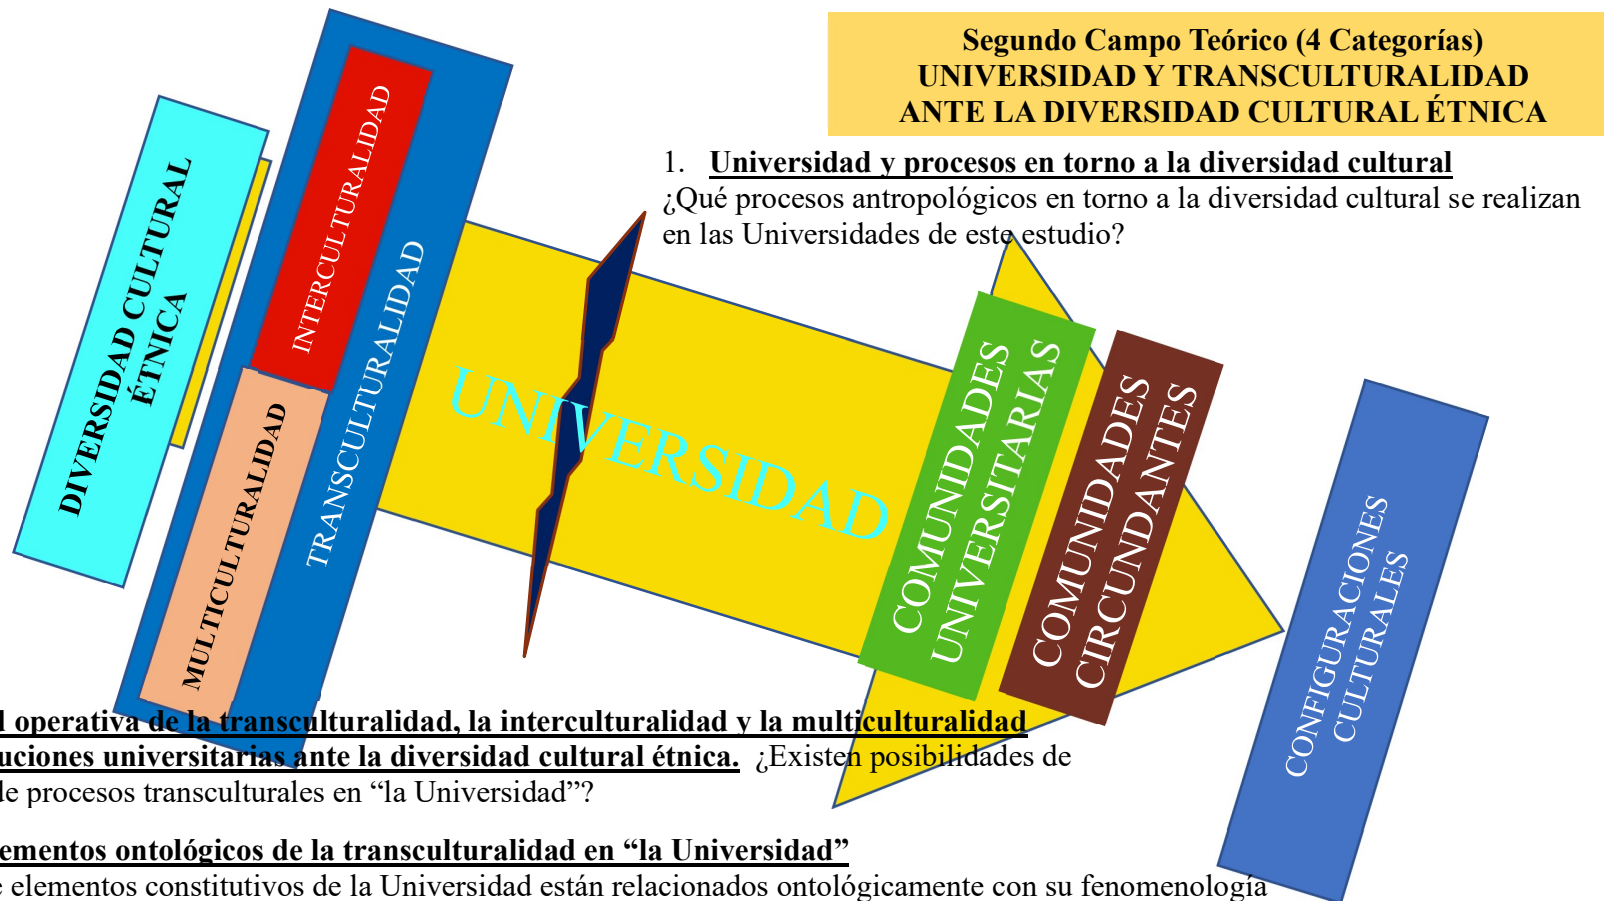 Segundo Campo Teórico (4 Categorías)
UNIVERSIDAD Y TRANSCULTURALIDAD
ANTE LA DIVERSIDAD CULTURAL ÉTNICA
1. Universidad y procesos en torno a la diversidad cultural
¿Qué procesos antropológicos en torno a la diversidad cultural se realizan
en las Universidades de este estudio?
DIVERSIDAD CULTURAL
ÉTNICA
INTERCULTURALIDAD
MULTICULTURALIDAD
TRANSCULTURALIDAD
UNIVERSIDAD
COMUNIDADES
UNIVERSITARIAS
COMUNIDADES
CIRCUNDANTES
CONFIGURACIONES
CULTURALES
l operativa de la transculturalidad, la interculturalidad y la multiculturalidad
uciones universitarias ante la diversidad cultural étnica. ¿Existen posibilidades de
de procesos transculturales en “la Universidad”?
ementos ontológicos de la transculturalidad en “la Universidad”
e elementos constitutivos de la Universidad están relacionados ontológicamente con su fenomenología